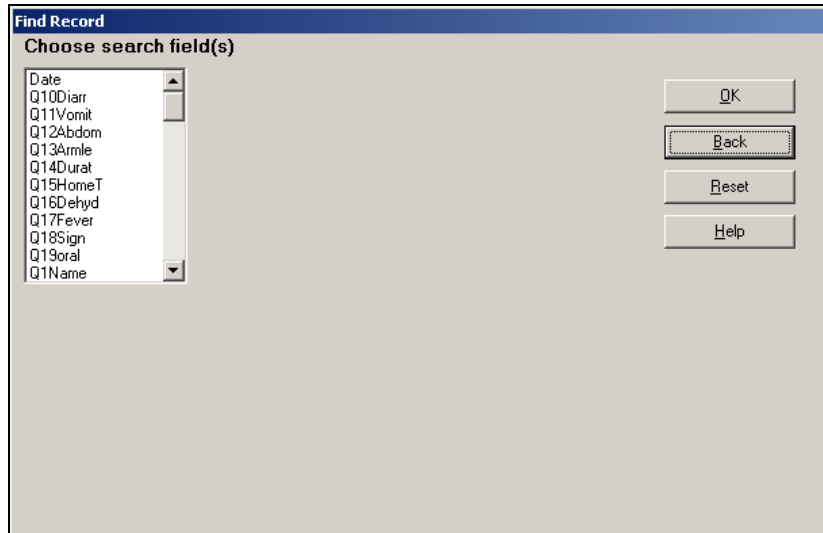 Find Record
Choose search field(s)
Date
Q10Diarr
Q11Vomit
Q12Abdom
Q13Armle
Q14Durat
Q15HomeT
Q16Dehyd
Q17Fever
Q18Sign
Q19oral
Q1Name
OK
Back
Reset
Help